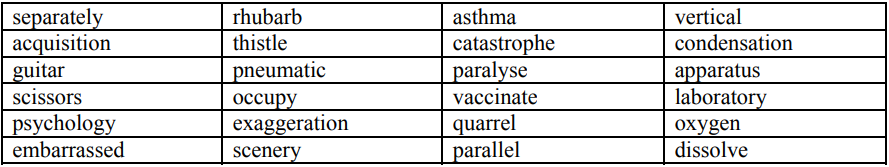 separately rhubarb asthma vertical
acquisition thistle catastrophe condensation
guitar pneumatic paralyse apparatus
scissors occupy vaccinate laboratory
psychology exaggeration quarrel oxygen
embarrassed scenery parallel dissolve